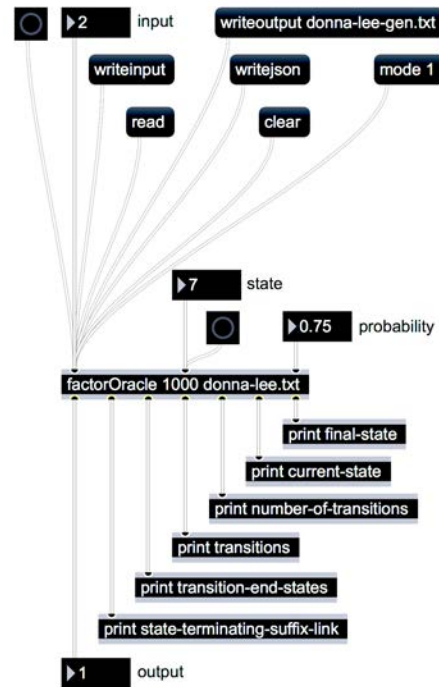 2 input
writeoutput donna-lee-gen.txt
writeinput
writejson
mode 1
read
clear
7 state
0.75 probability
factorOracle 1000 donna-lee.txt
print final-state
print current-state
print number-of-transitions
print transitions
print transition-end-states
print state-terminating-suffix-link
1 output